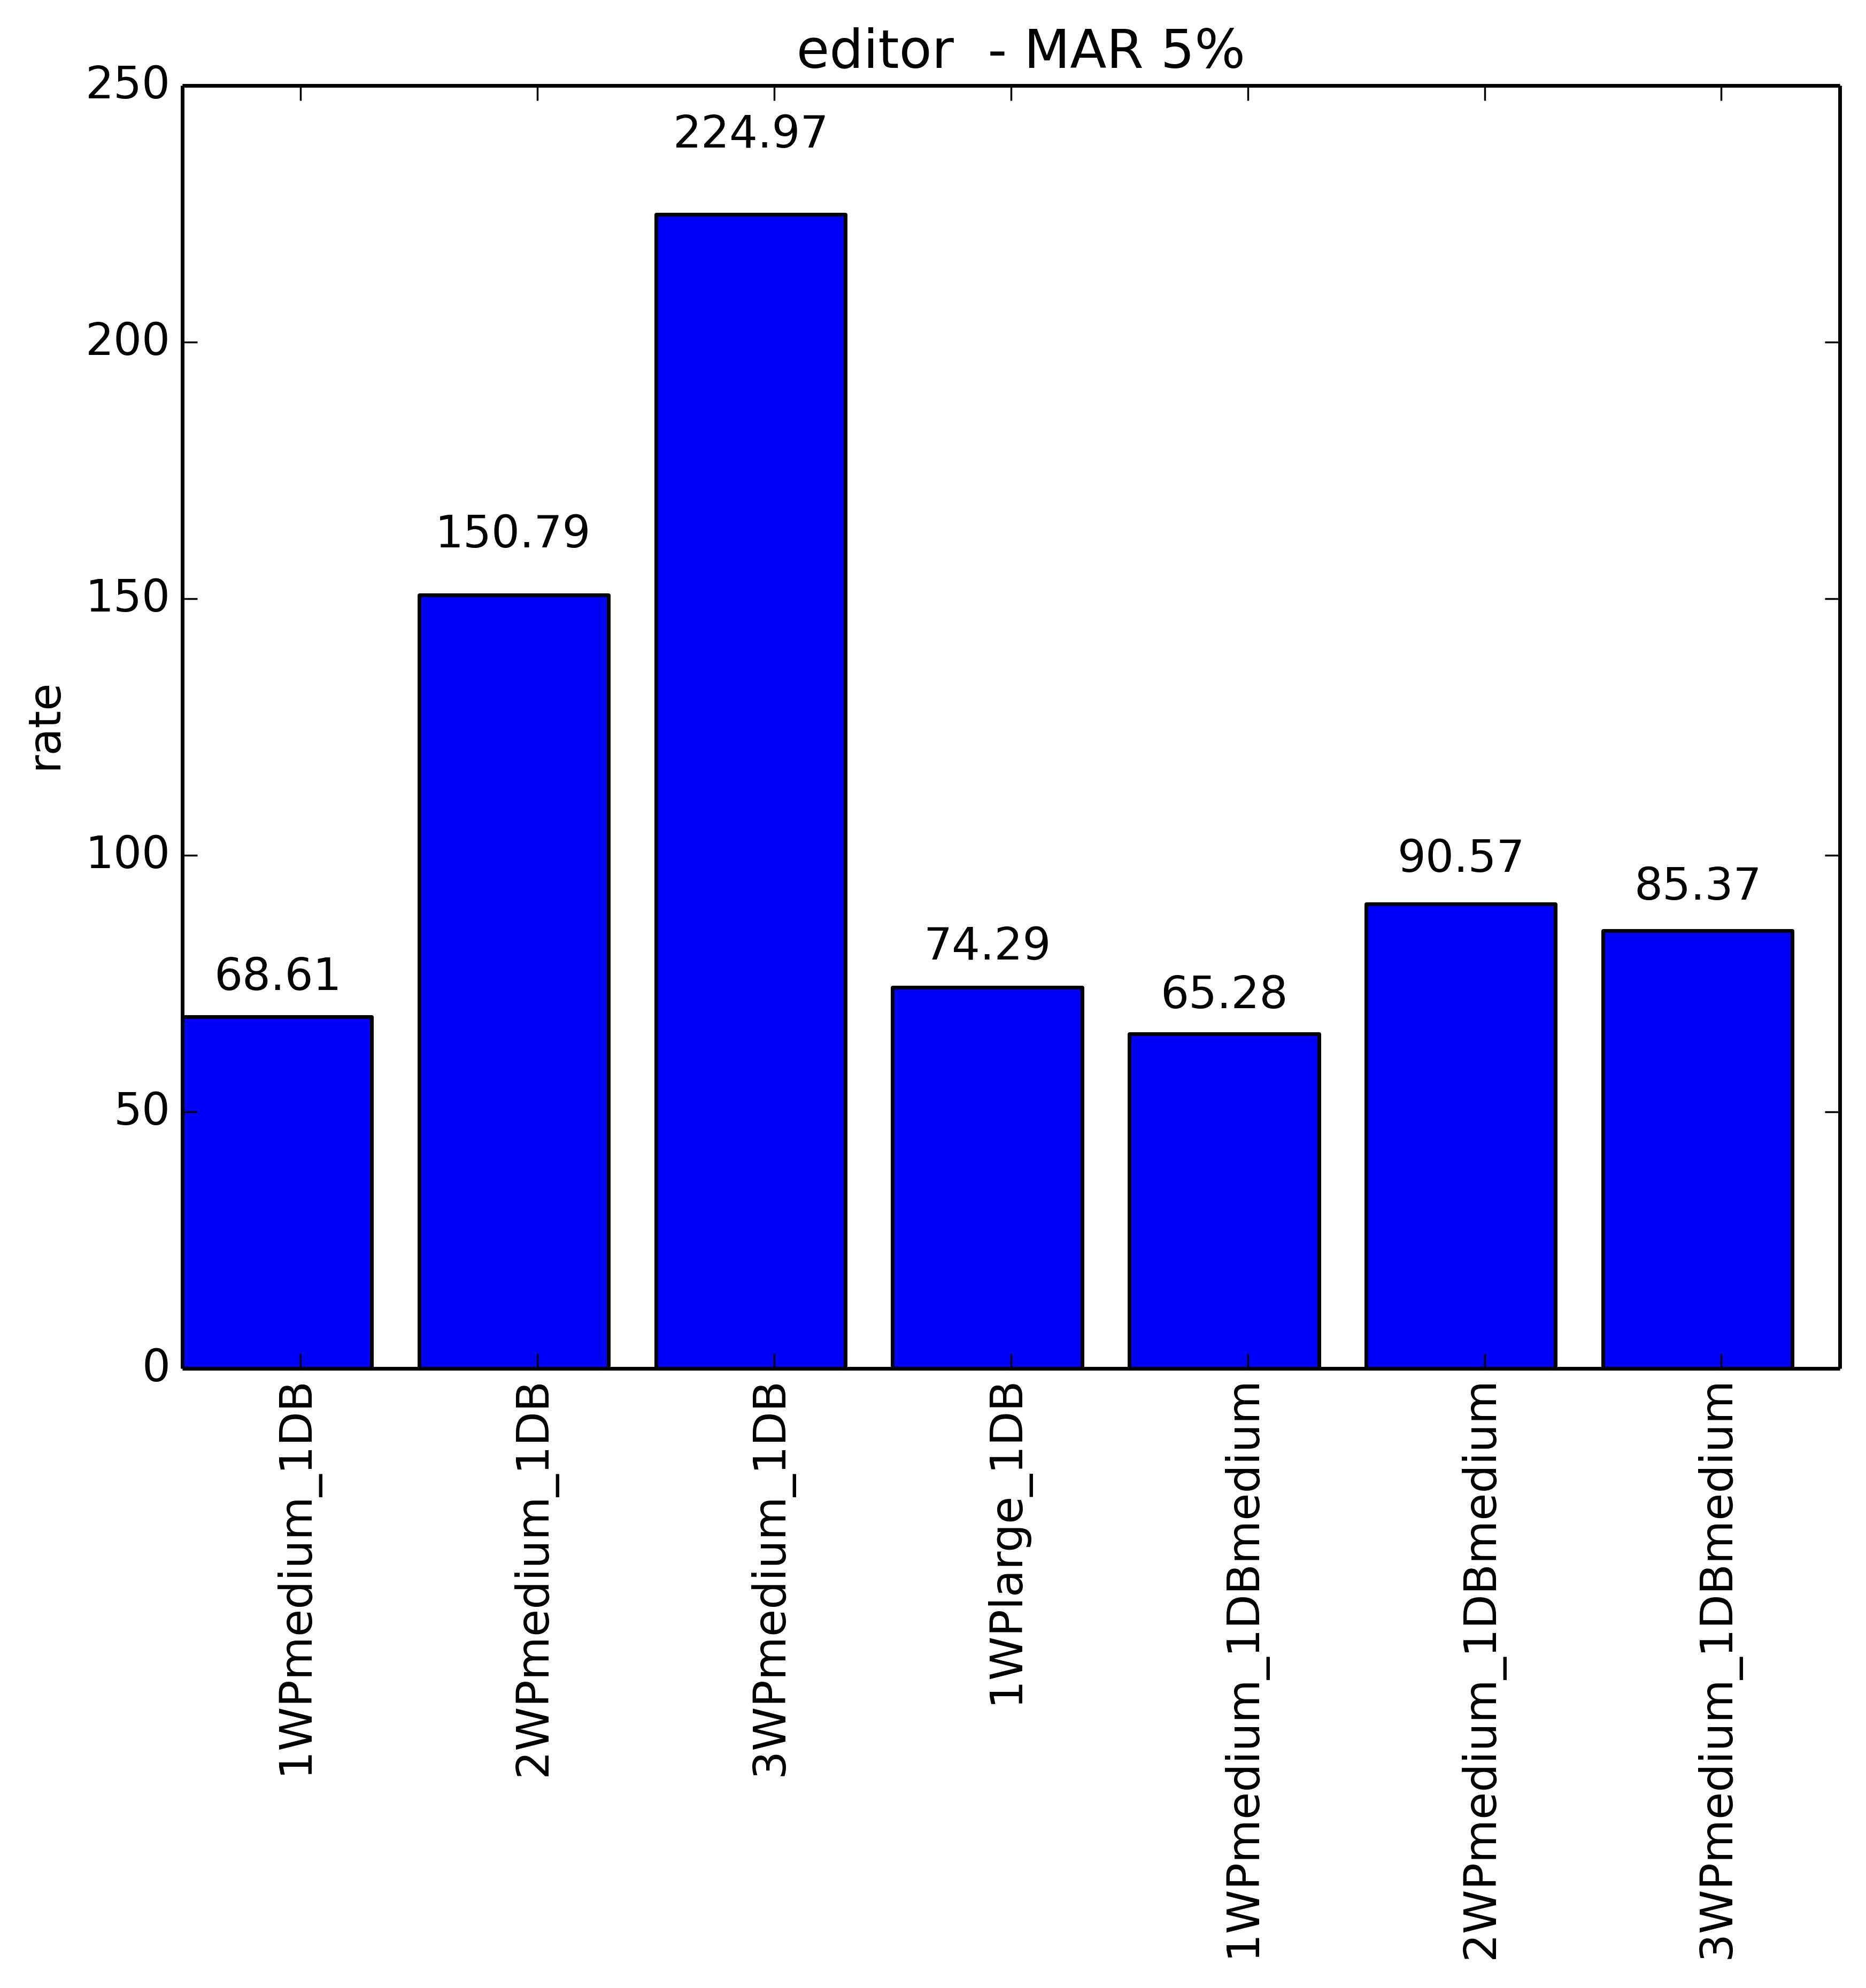 editor  - MAR 5%
250
200
150
100
50
0
rate
68.61
150.79
224.97
74.29
65.28
90.57
85.37
1WPmedium_1DB
2WPmedium_1DB
3WPmedium_1DB
1WPlarge_1DB
1WPmedium_1DBmedium
2WPmedium_1DBmedium
3WPmedium_1DBmedium